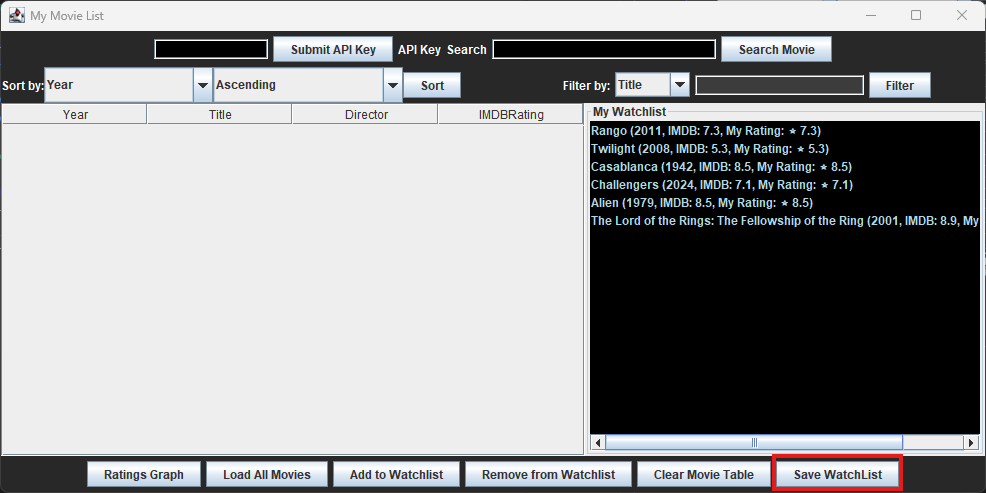 My Movie List
Submit API Key API Key Search Search Movie
Sort by: Year Ascending Sort Filter by: Title Filter
Year Title Director IMDBRating
My Watchlist
Rango (2011, IMDB: 7.3, My Rating: ★ 7.3)
Twilight (2008, IMDB: 5.3, My Rating: ★ 5.3)
Casablanca (1942, IMDB: 8.5, My Rating: ★ 8.5)
Challengers (2024, IMDB: 7.1, My Rating: ★ 7.1)
Alien (1979, IMDB: 8.5, My Rating: ★ 8.5)
The Lord of the Rings: The Fellowship of the Ring (2001, IMDB: 8.9, My
Ratings Graph Load All Movies Add to Watchlist Remove from Watchlist Clear Movie Table Save WatchList